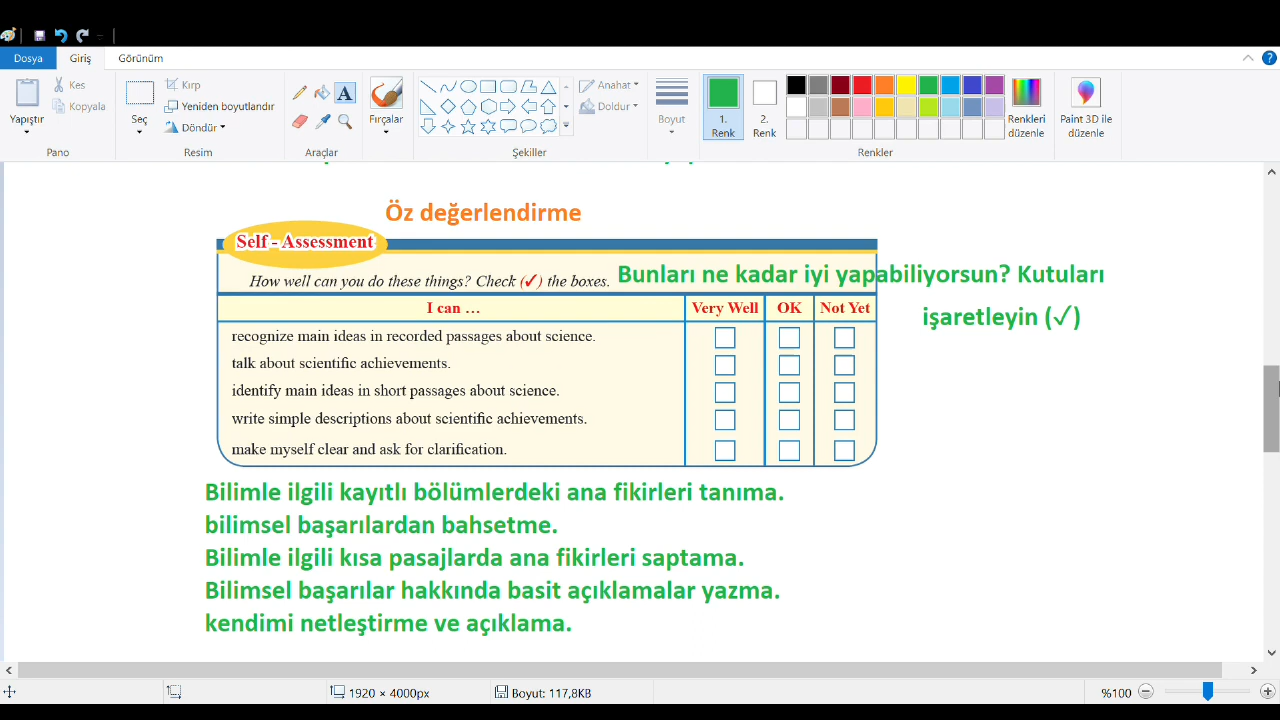 Dosya Giriş Görünüm
Yapıştır
Kes
Kopyala
Seç
Kırp
Yeniden boyutlandır
Döndür
A
Fırçalar
Anahat
Doldur
Boyut
1. Renk
2. Renk
Renkleri düzenle
Paint 3D ile düzenle
Pano Resim Araçlar Şekiller Renkler
Öz değerlendirme
Self - Assessment
How well can you do these things? Check (✓) the boxes. Bunları ne kadar iyi yapabiliyorsun? Kutuları
işaretleyin (✓)
I can … Very Well OK Not Yet
recognize main ideas in recorded passages about science.
talk about scientific achievements.
identify main ideas in short passages about science.
write simple descriptions about scientific achievements.
make myself clear and ask for clarification.
Bilimle ilgili kayıtlı bölümlerdeki ana fikirleri tanıma.
bilimsel başarılardan bahsetme.
Bilimle ilgili kısa pasajlarda ana fikirleri saptama.
Bilimsel başarılar hakkında basit açıklamalar yazma.
kendimi netleştirme ve açıklama.
1920 × 4000px Boyut: 117,8KB %100